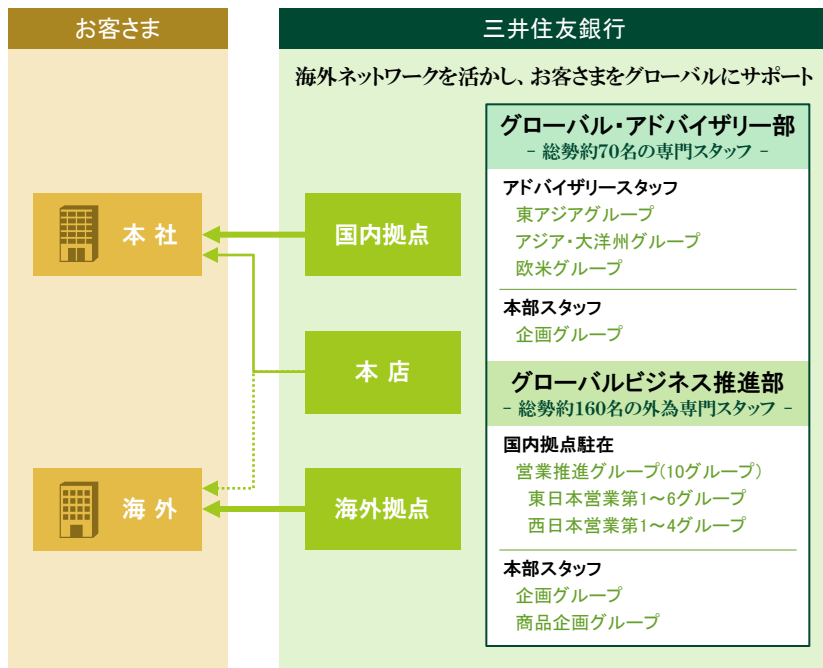 お客さま
三井住友銀行
海外ネットワークを活かし、お客さまをグローバルにサポート
本 社
海 外
国内拠点
本 店
海外拠点
グローバル・アドバイザリー部
- 総勢約70名の専門スタッフ -
アドバイザリースタッフ
東アジアグループ
アジア・大洋州グループ
欧米グループ
本部スタッフ
企画グループ
グローバルビジネス推進部
- 総勢約160名の外為専門スタッフ -
国内拠点駐在
営業推進グループ(10グループ)
東日本営業第1～6グループ
西日本営業第1～4グループ
本部スタッフ
企画グループ
商品企画グループ